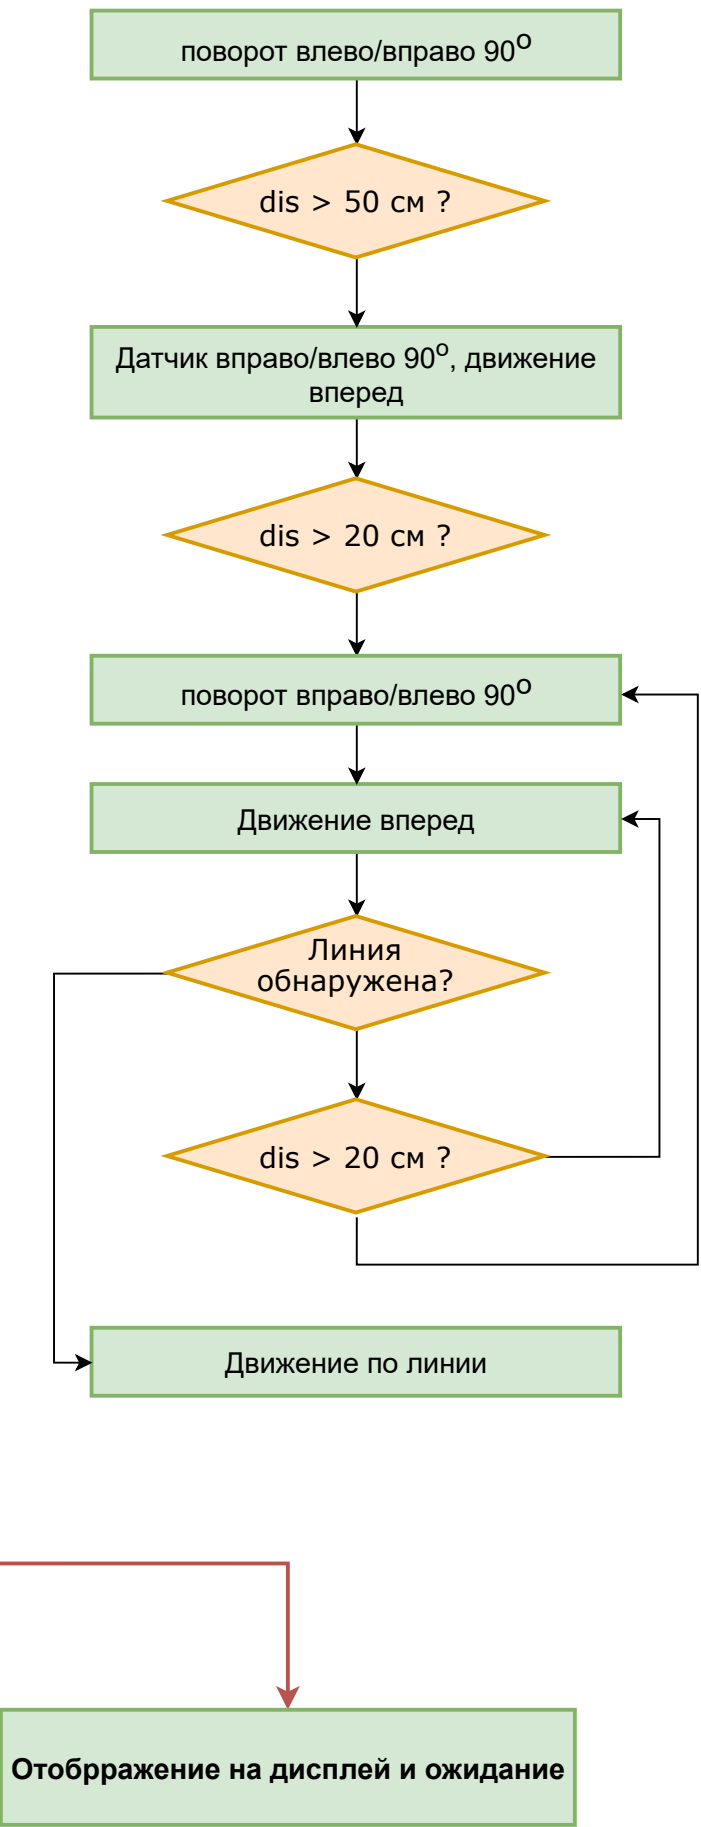 поворот влево/вправо 90º
dis > 50 см ?
Датчик вправо/влево 90º, движение
вперед
dis > 20 см ?
поворот вправо/влево 90º
Движение вперед
Линия
обнаружена?
dis > 20 см ?
Движение по линии
Отобрражение на дисплей и ожидание